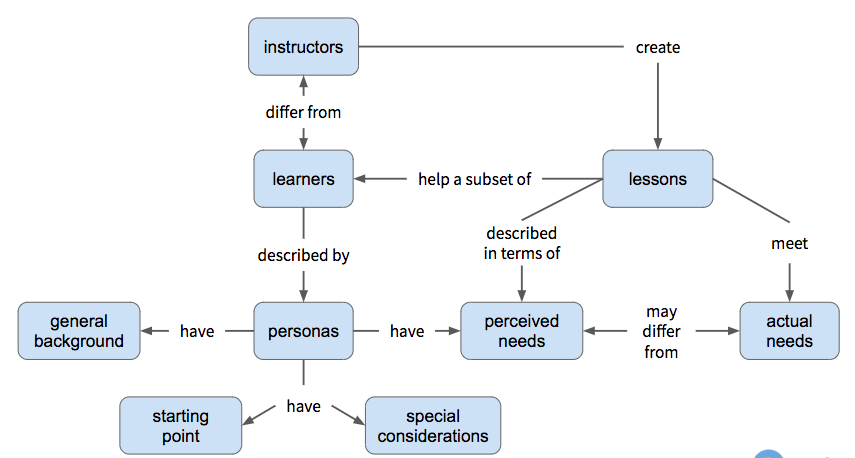 instructors
create
differ from
learners
help a subset of
lessons
described
in terms of
meet
described by
general
background
have
personas
have
perceived
needs
may
differ
from
actual
needs
have
starting
point
special
considerations